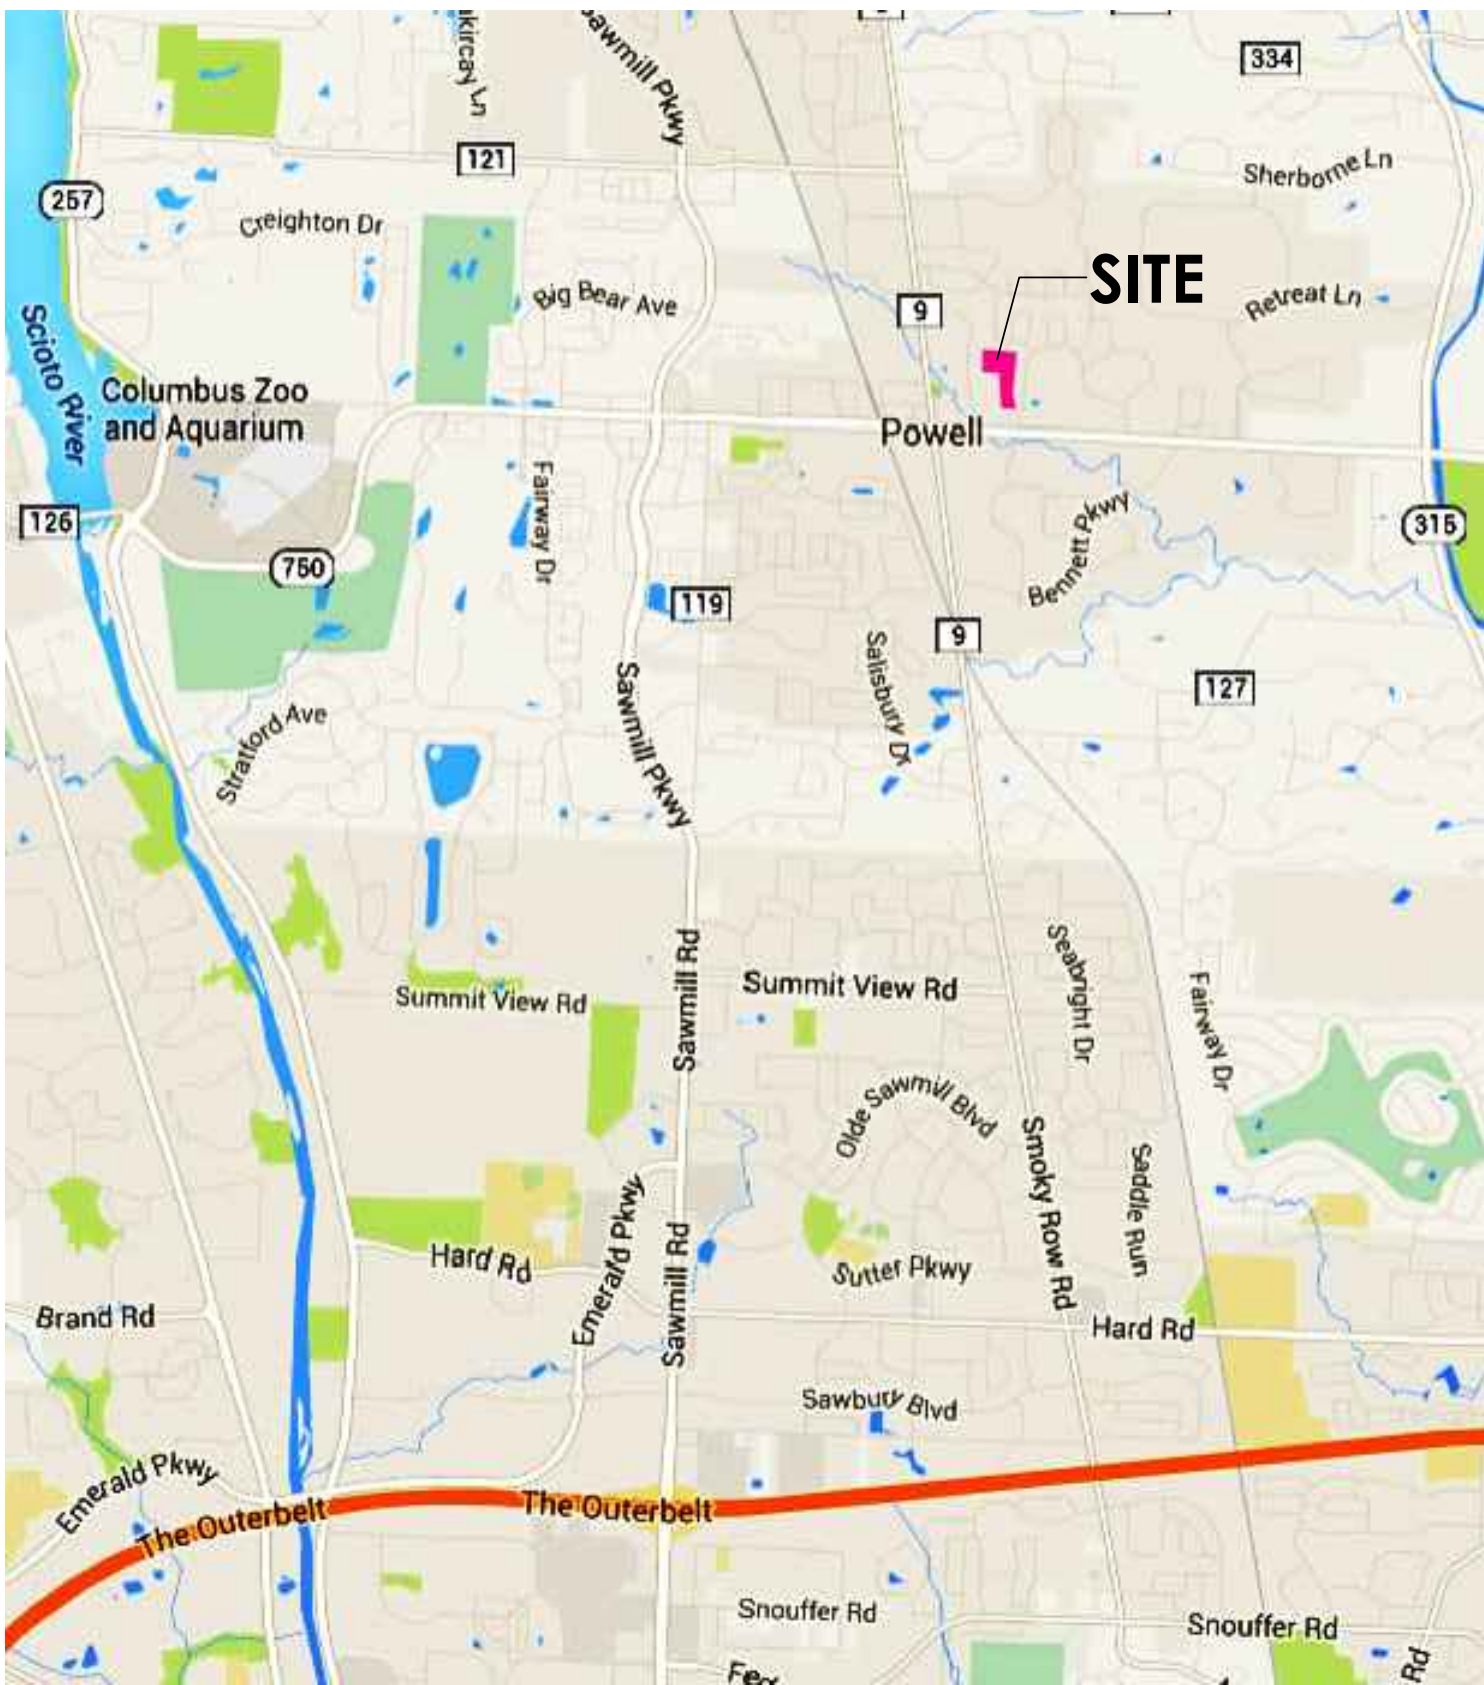 Sawmill Pkwy
334
121
Sherborne Ln
257
Creighton Dr
SITE
Big Bear Ave
9
Retreat Ln
Scioto River
Columbus Zoo
and Aquarium
Powell
Fairway Dr
126
Bennett Pkwy
315
750
119
9
Salisbury Dr
127
Sawmill Pkwy
Stratford Ave
Summit View Rd
Sawmill Rd
Summit View Rd
Seabright Dr
Fairway Dr
Olde Sawmill Blvd
Smoky Row Rd
Saddle Run
Emerald Pkwy
Hard Rd
Sawmill Rd
Sutter Pkwy
Brand Rd
Hard Rd
Sawbury Blvd
Emerald Pkwy
The Outerbelt
The Outerbelt
Snouffer Rd
Snouffer Rd
Rd